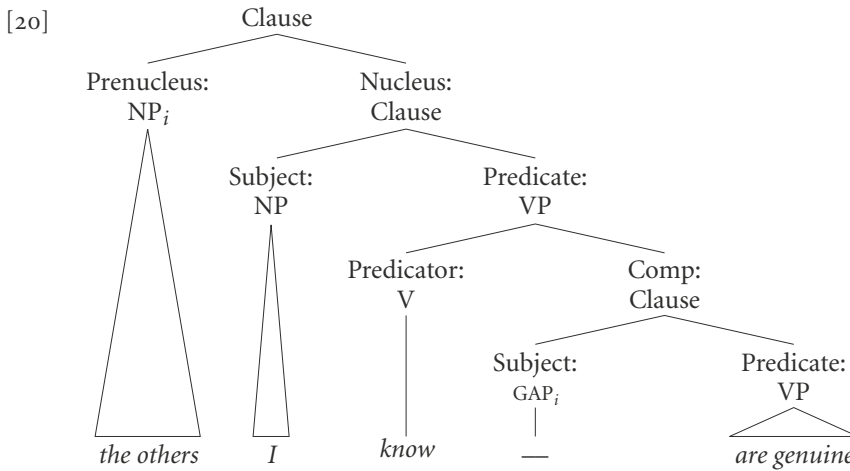 [20]
Clause
Prenucleus: Nucleus:
NPi Clause
Subject: Predicate:
NP VP
Predicator: Comp:
V Clause
Subject: Predicate:
GAPi VP
the others I know — are genuine